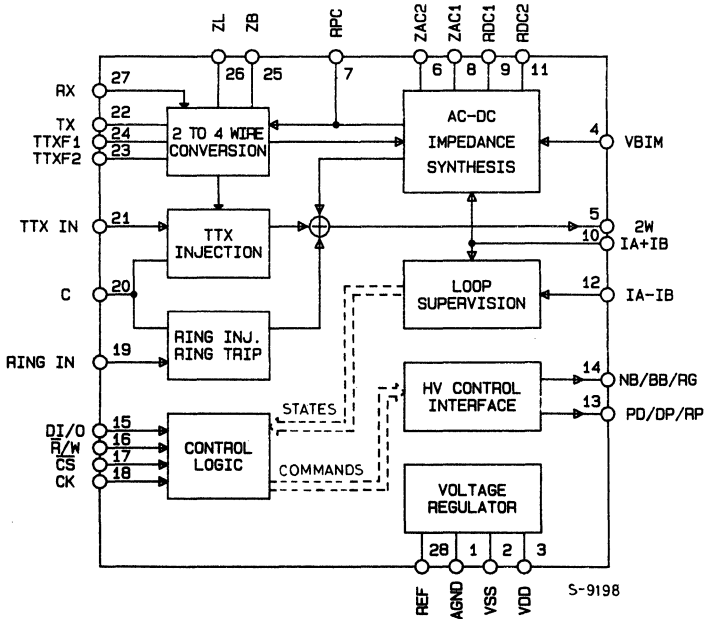 ZL
ZB
RPC
ZAC2
ZAC1
RDC1
RDC2
26
25
7
6
8
9
11
RX
27
TX
22
TTXF1
24
TTXF2
23
2 TO 4 WIRE
CONVERSION
AC-DC
IMPEDANCE
SYNTHESIS
4
VBIM
TTX IN
21
TTX
INJECTION
5
2W
10
IA+IB
C
20
LOOP
SUPERVISION
12
IA-IB
RING IN
19
RING INJ.
RING TRIP
HV CONTROL
INTERFACE
14
NB/BB/RG
13
PD/DP/RP
STATES
DI/O
15
R̅/W
16
C̅S̅
17
CK
18
CONTROL
LOGIC
COMMANDS
VOLTAGE
REGULATOR
28
1
2
3
REF
AGND
VSS
VDD
S-9198